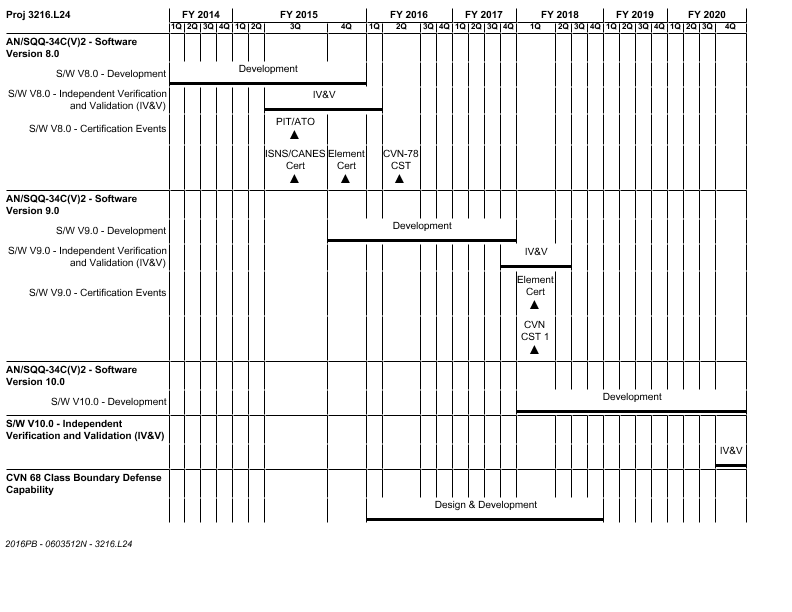 Proj 3216.L24 FY 2014 FY 2015 FY 2016 FY 2017 FY 2018 FY 2019 FY 2020
1Q 2Q 3Q 4Q 1Q 2Q 3Q 4Q 1Q 2Q 3Q 4Q 1Q 2Q 3Q 4Q 1Q 2Q 3Q 4Q 1Q 2Q 3Q 4Q 1Q 2Q 3Q 4Q
AN/SQQ-34C(V)2 - Software
Version 8.0
S/W V8.0 - Development Development
S/W V8.0 - Independent Verification
and Validation (IV&V) IV&V
S/W V8.0 - Certification Events PIT/ATO
ISNS/CANES Element CVN-78
Cert Cert CST
AN/SQQ-34C(V)2 - Software
Version 9.0
S/W V9.0 - Development Development
S/W V9.0 - Independent Verification
and Validation (IV&V) IV&V
S/W V9.0 - Certification Events Element
Cert
CVN
CST 1
AN/SQQ-34C(V)2 - Software
Version 10.0
S/W V10.0 - Development Development
S/W V10.0 - Independent
Verification and Validation (IV&V)
IV&V
CVN 68 Class Boundary Defense
Capability
Design & Development
2016PB - 0603512N - 3216.L24